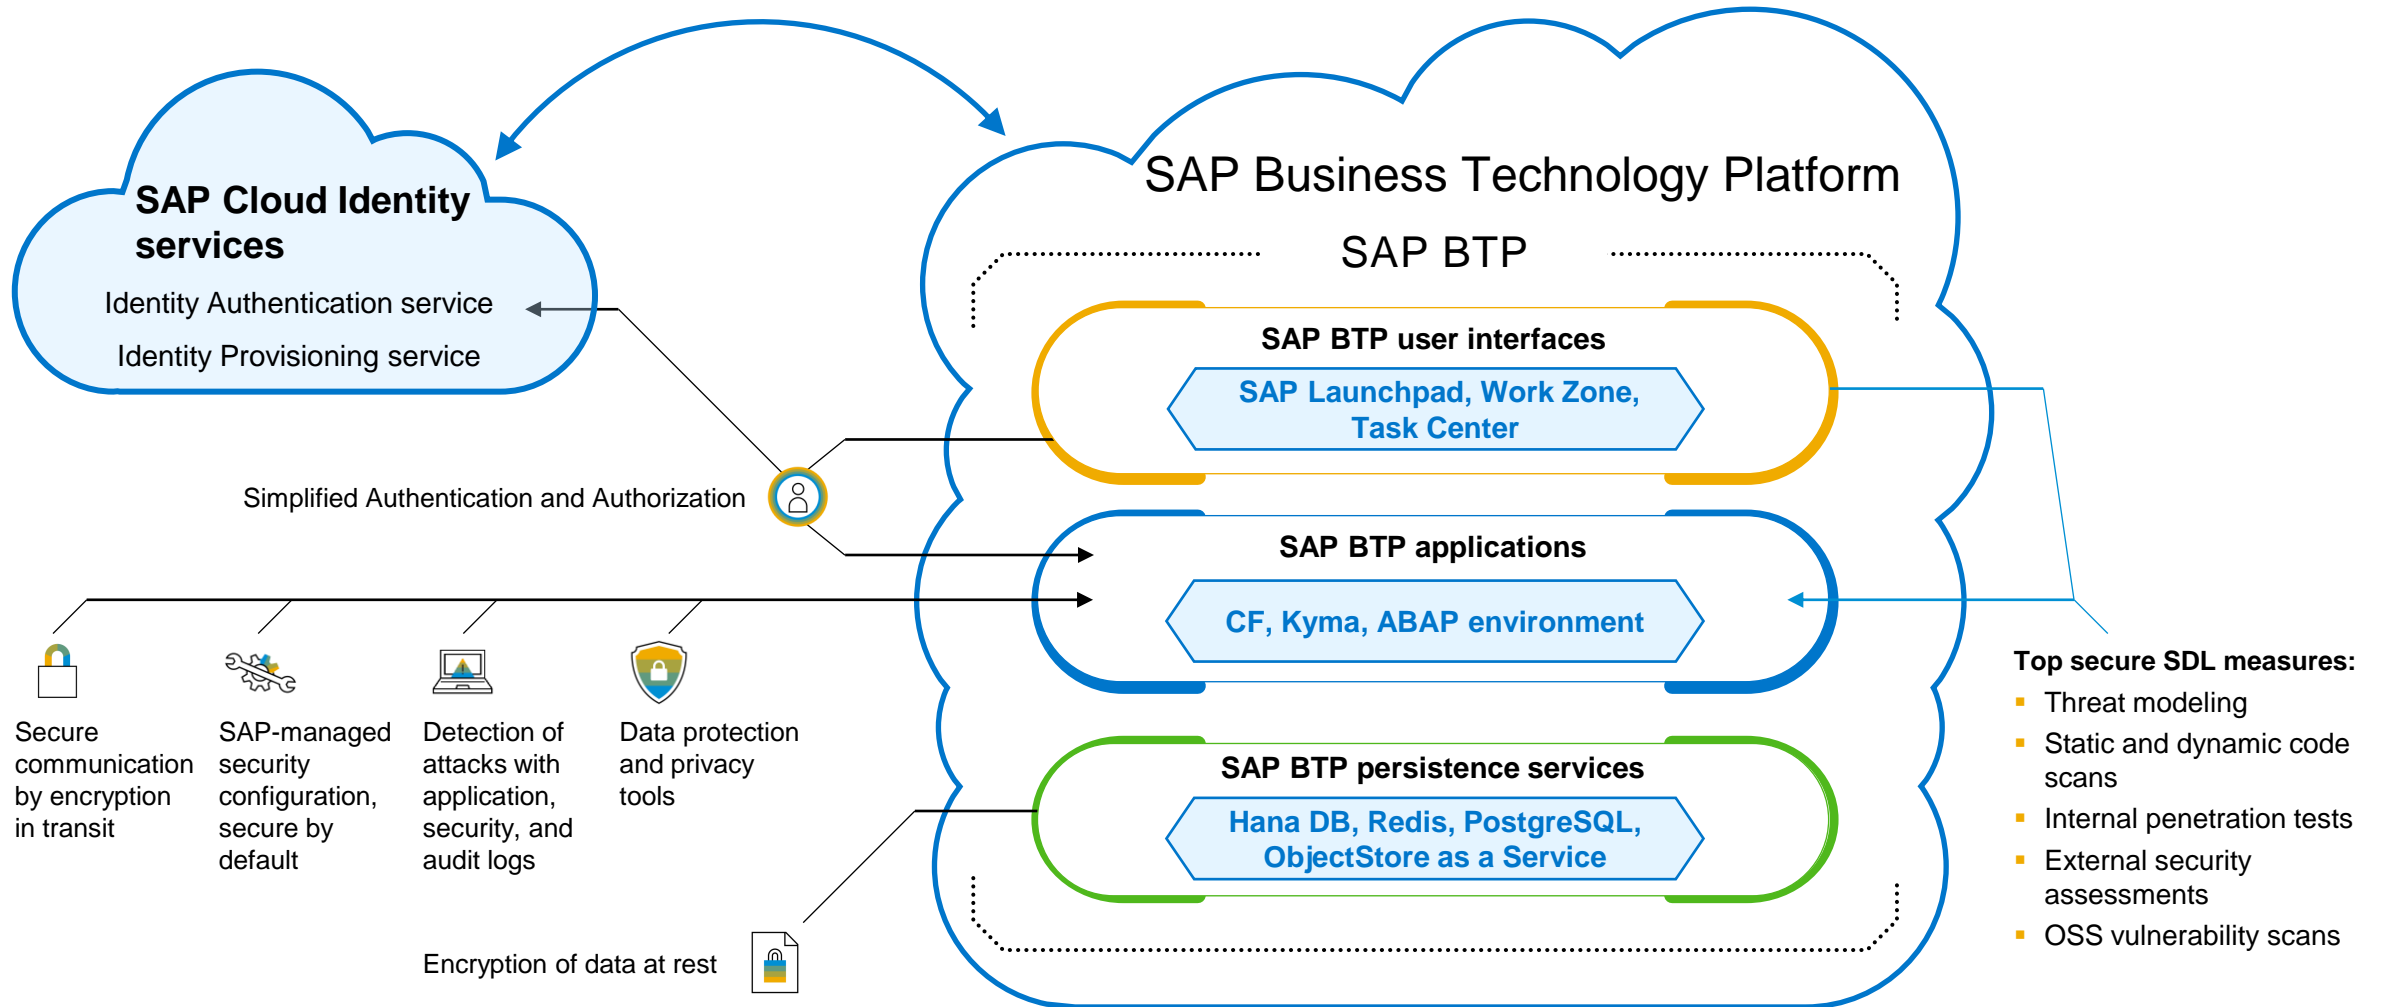 SAP Cloud Identity
services
Identity Authentication service
Identity Provisioning service
SAP Business Technology Platform
SAP BTP
SAP BTP user interfaces
SAP Launchpad, Work Zone,
Task Center
Simplified Authentication and Authorization
SAP BTP applications
CF, Kyma, ABAP environment
Secure
communication
by encryption
in transit
SAP-managed
security
configuration,
secure by
default
Detection of
attacks with
application,
security, and
audit logs
Data protection
and privacy
tools
SAP BTP persistence services
Hana DB, Redis, PostgreSQL,
ObjectStore as a Service
Encryption of data at rest
Top secure SDL measures:
Threat modeling
Static and dynamic code
scans
Internal penetration tests
External security
assessments
OSS vulnerability scans